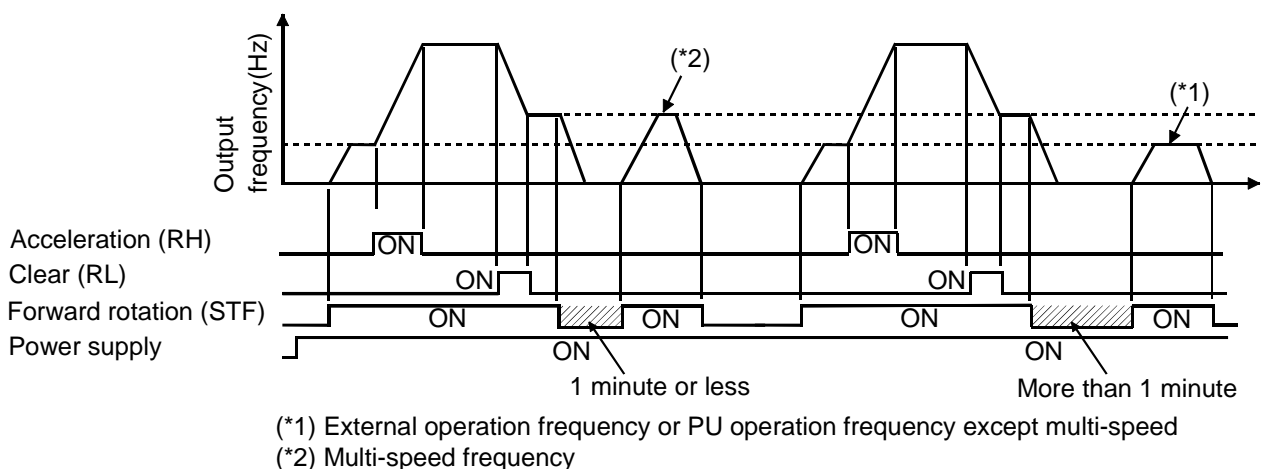 Output
frequency(Hz)
(*2)
(*1)
Acceleration (RH)
ON
ON
Clear (RL)
ON
ON
Forward rotation (STF)
ON
ON
ON
ON
Power supply
ON
ON
1 minute or less
More than 1 minute
(*1) External operation frequency or PU operation frequency except multi-speed
(*2) Multi-speed frequency